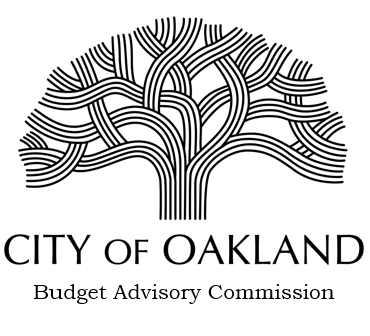 CITY OF OAKLAND
Budget Advisory Commission